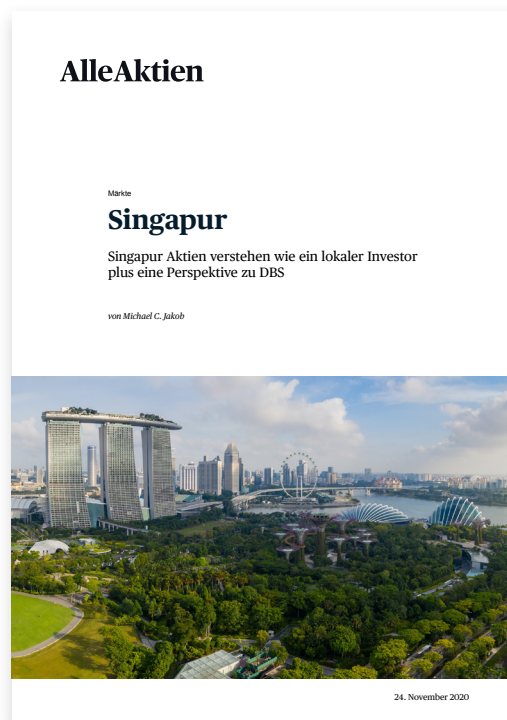 AlleAktien
Märkte
Singapur
Singapur Aktien verstehen wie ein lokaler Investor
plus eine Perspektive zu DBS
von Michael C. Jakob
24. November 2020